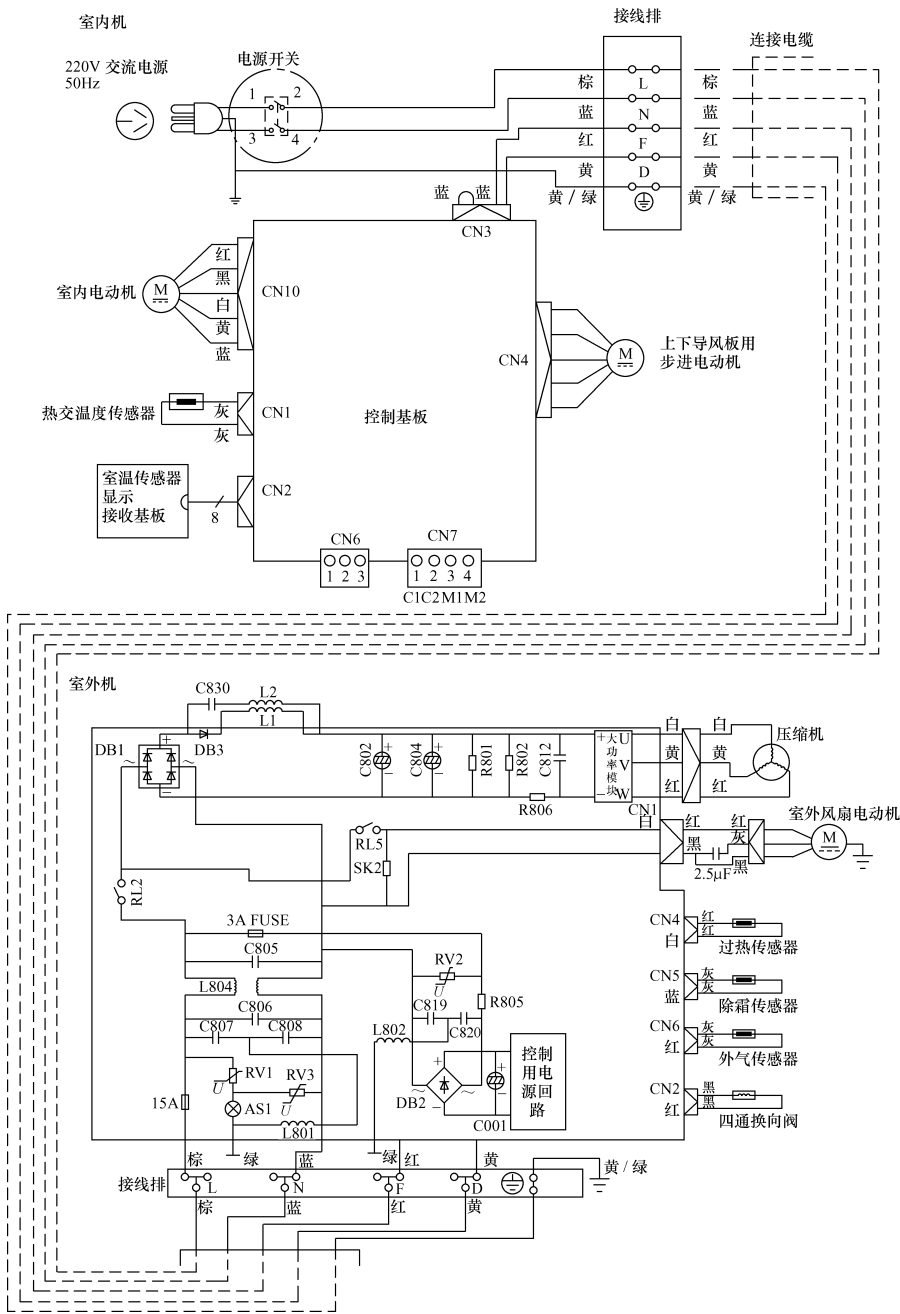 室内机
接线排
220V 交流电源
50Hz
电源开关
连接电缆
1 2
3 4
棕 L 棕
蓝 N 蓝
红 F 红
黄 D 黄
黄/绿 黄/绿
蓝 蓝
CN3
室内电动机
M
红
黑
白
黄
蓝
CN10
CN4
M
上下导风板用
步进电动机
热交温度传感器
灰
灰
CN1
控制基板
室温传感器
显示
接收基板
8
CN2
CN6
1 2 3
CN7
1 2 3 4
C1C2M1M2
室外机
C830
L2
L1
DB1
DB3
+
−
~ ~
C802
+
−
C804
+
−
R801
R802
C812
R806
+
−
大功率模块
U
V
W
白 白
黄 黄
红 红
压缩机
CN1
白
红 红
黑 灰
黑
2.5μF
室外风扇电动机
M
RL5
SK2
RL2
3A FUSE
C805
L804
C806
C807
C808
RV1
U
RV3
U
AS1
L801
15A
RV2
U
C819
C820
R805
L802
DB2
+
−
~ ~
+
−
C001
控制
用电
源回
路
CN4
白
红
红
过热传感器
CN5
蓝
灰
灰
除霜传感器
CN6
红
灰
灰
外气传感器
CN2
红
黑
黑
四通换向阀
棕 绿 蓝 绿 红 黄 黄/绿
接线排
L N F D
棕 蓝 红 黄